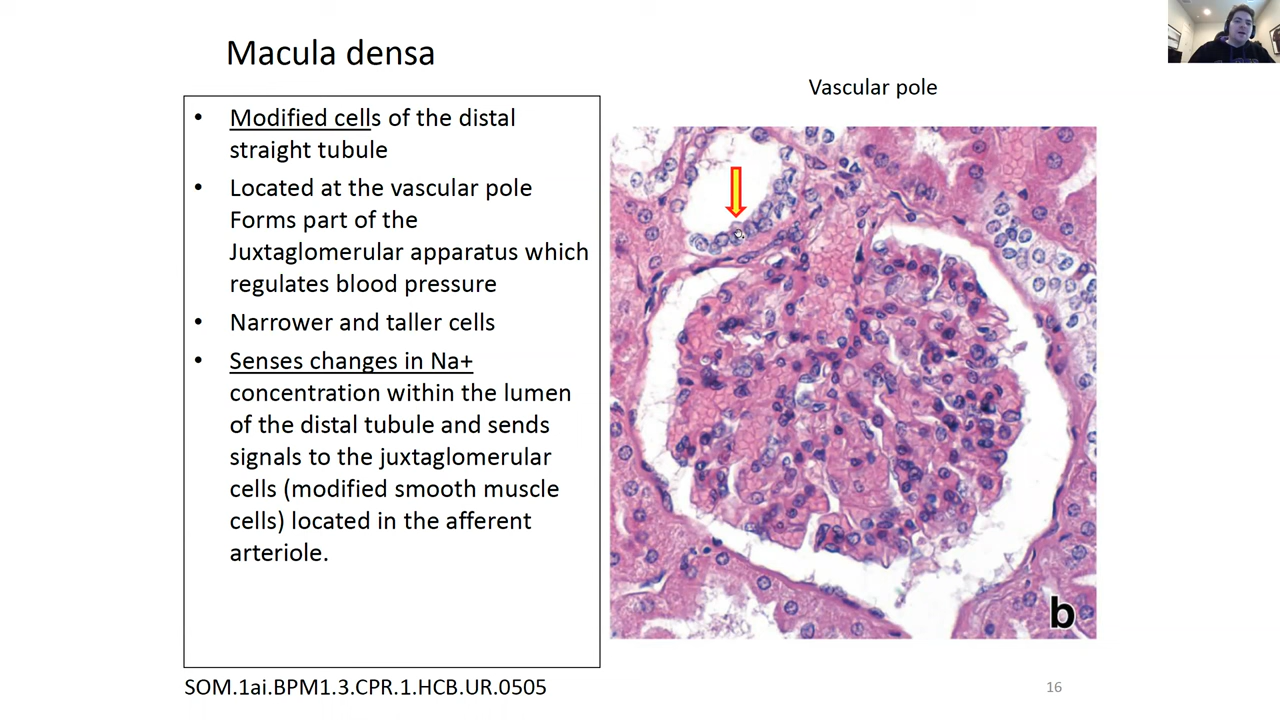 Macula densa
Vascular pole
• Modified cells of the distal
straight tubule
• Located at the vascular pole
Forms part of the
Juxtaglomerular apparatus which
regulates blood pressure
• Narrower and taller cells
• Senses changes in Na+
concentration within the lumen
of the distal tubule and sends
signals to the juxtaglomerular
cells (modified smooth muscle
cells) located in the afferent
arteriole.
b
SOM.1ai.BPM1.3.CPR.1.HCB.UR.0505
16